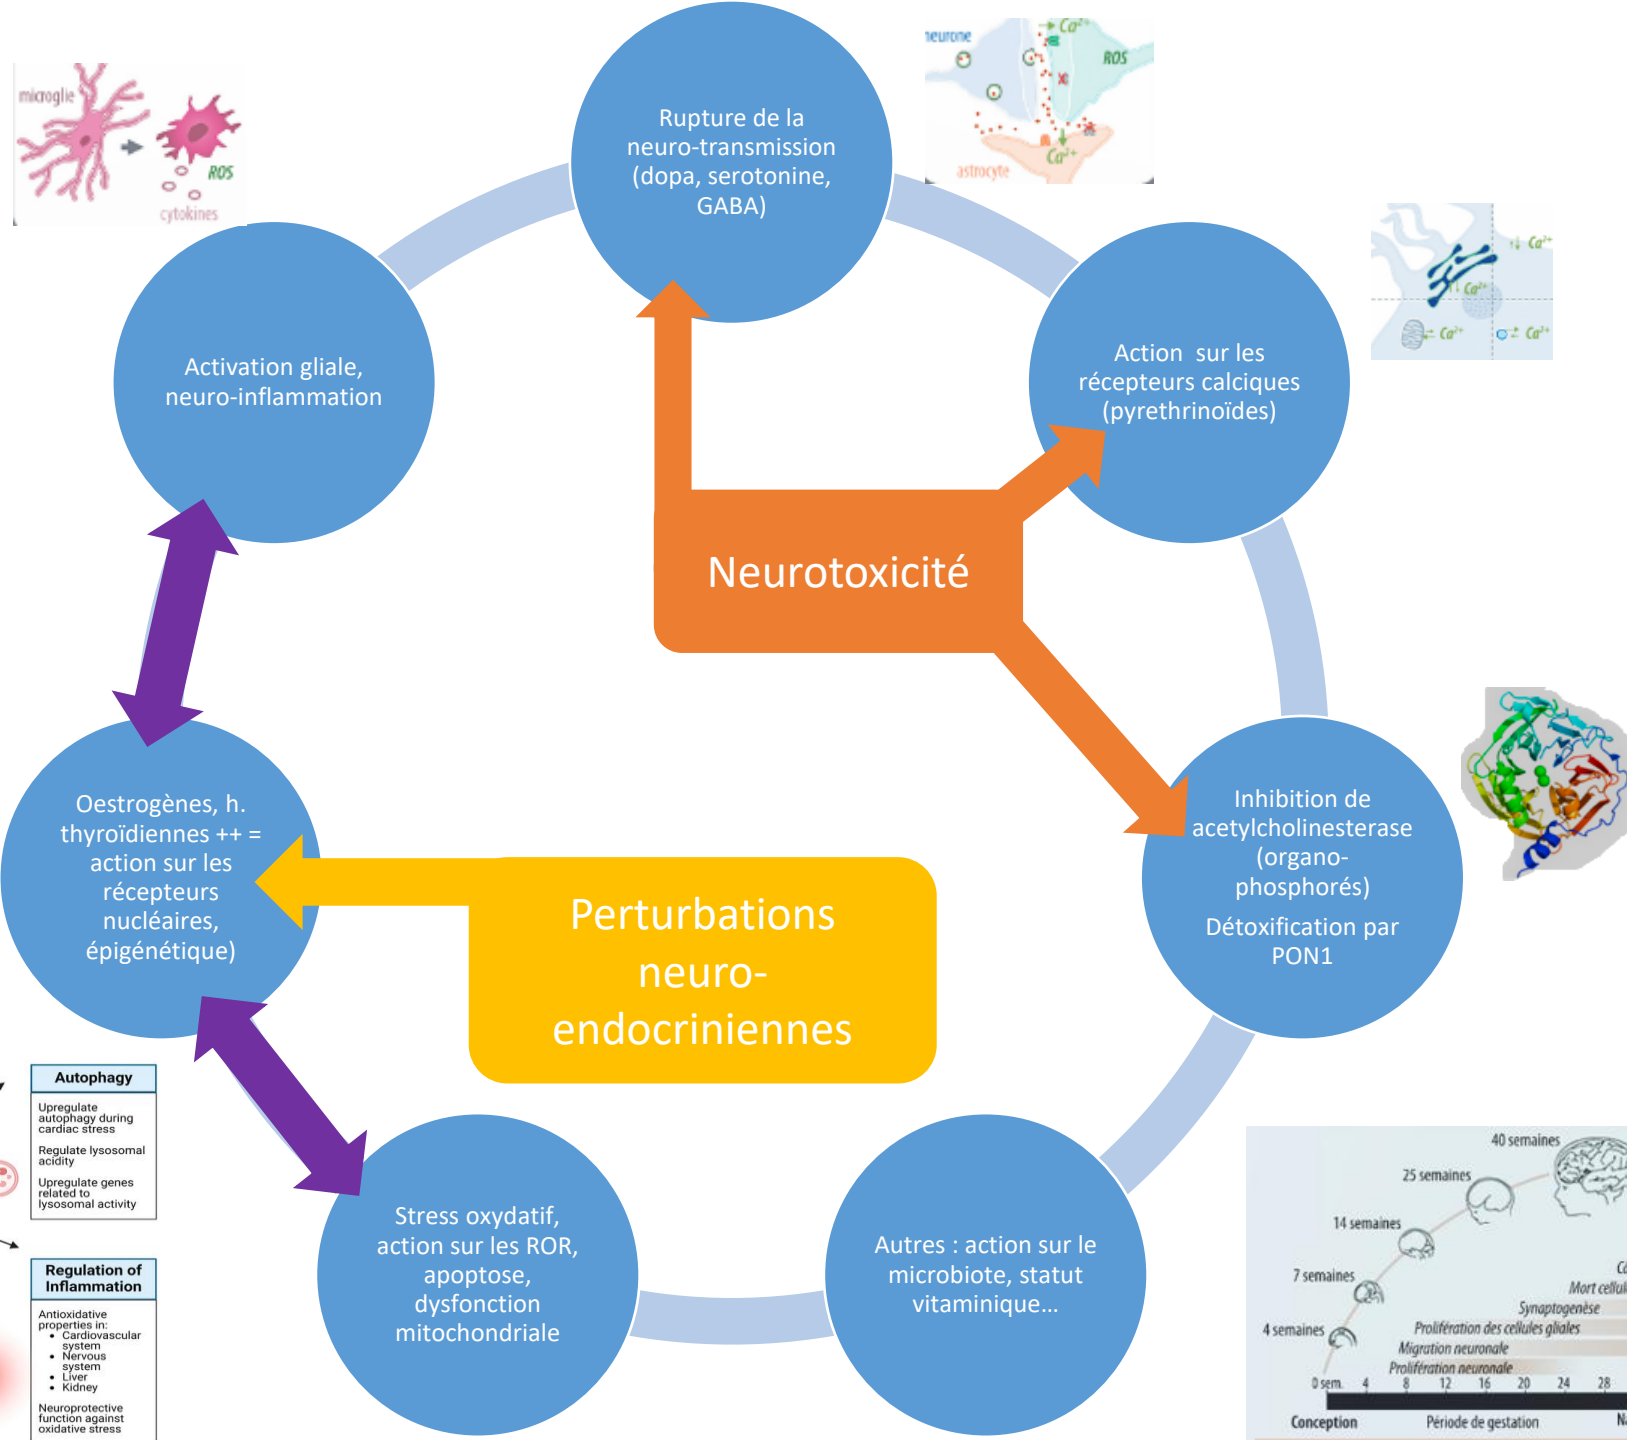 Rupture de la
neuro-transmission
(dopa, serotonine,
GABA)
neurone
Ca²⁺
ROS
Ca²⁺
astrocyte
microglie
ROS
cytokines
Activation gliale,
neuro-inflammation
Action sur les
récepteurs calciques
(pyrethrinoïdes)
Ca²⁺
Ca²⁺
Ca²⁺
Ca²⁺
Neurotoxicité
Inhibition de
acetylcholinesterase
(organo-
phosphorés)
Détoxification par
PON1
Oestrogènes, h.
thyroïdiennes ++ =
action sur les
récepteurs
nucléaires,
épigénétique)
Perturbations
neuro-
endocriniennes
Stress oxydatif,
action sur les ROR,
apoptose,
dysfonction
mitochondriale
Autres : action sur le
microbiote, statut
vitaminique...
Autophagy
Upregulate
autophagy during
cardiac stress
Regulate lysosomal
acidity
Upregulate genes
related to
lysosomal activity
Regulation of
Inflammation
Antioxidative
properties in:
• Cardiovascular
system
• Nervous
system
• Liver
• Kidney
Neuroprotective
function against
oxidative stress
40 semaines
25 semaines
14 semaines
7 semaines
4 semaines
Mort cellul
Synaptogenèse
Prolifération des cellules gliales
Migration neuronale
Prolifération neuronale
0 sem. 4 8 12 16 20 24 28
Conception Période de gestation